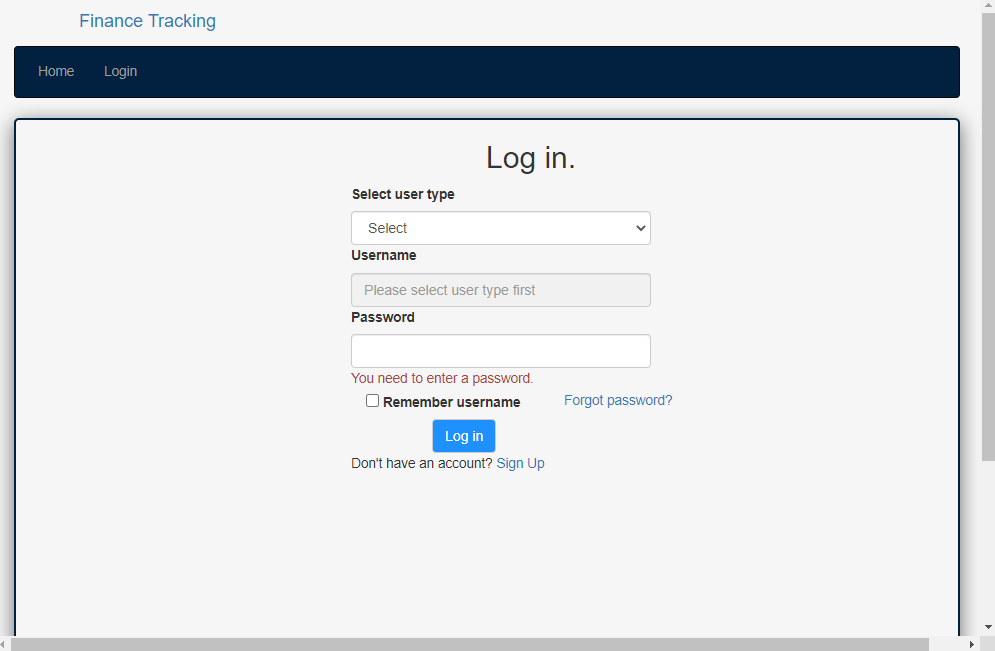 Finance Tracking
Home Login
Log in.
Select user type
Select
Username
Please select user type first
Password
You need to enter a password.
Remember username Forgot password?
Log in
Don't have an account? Sign Up